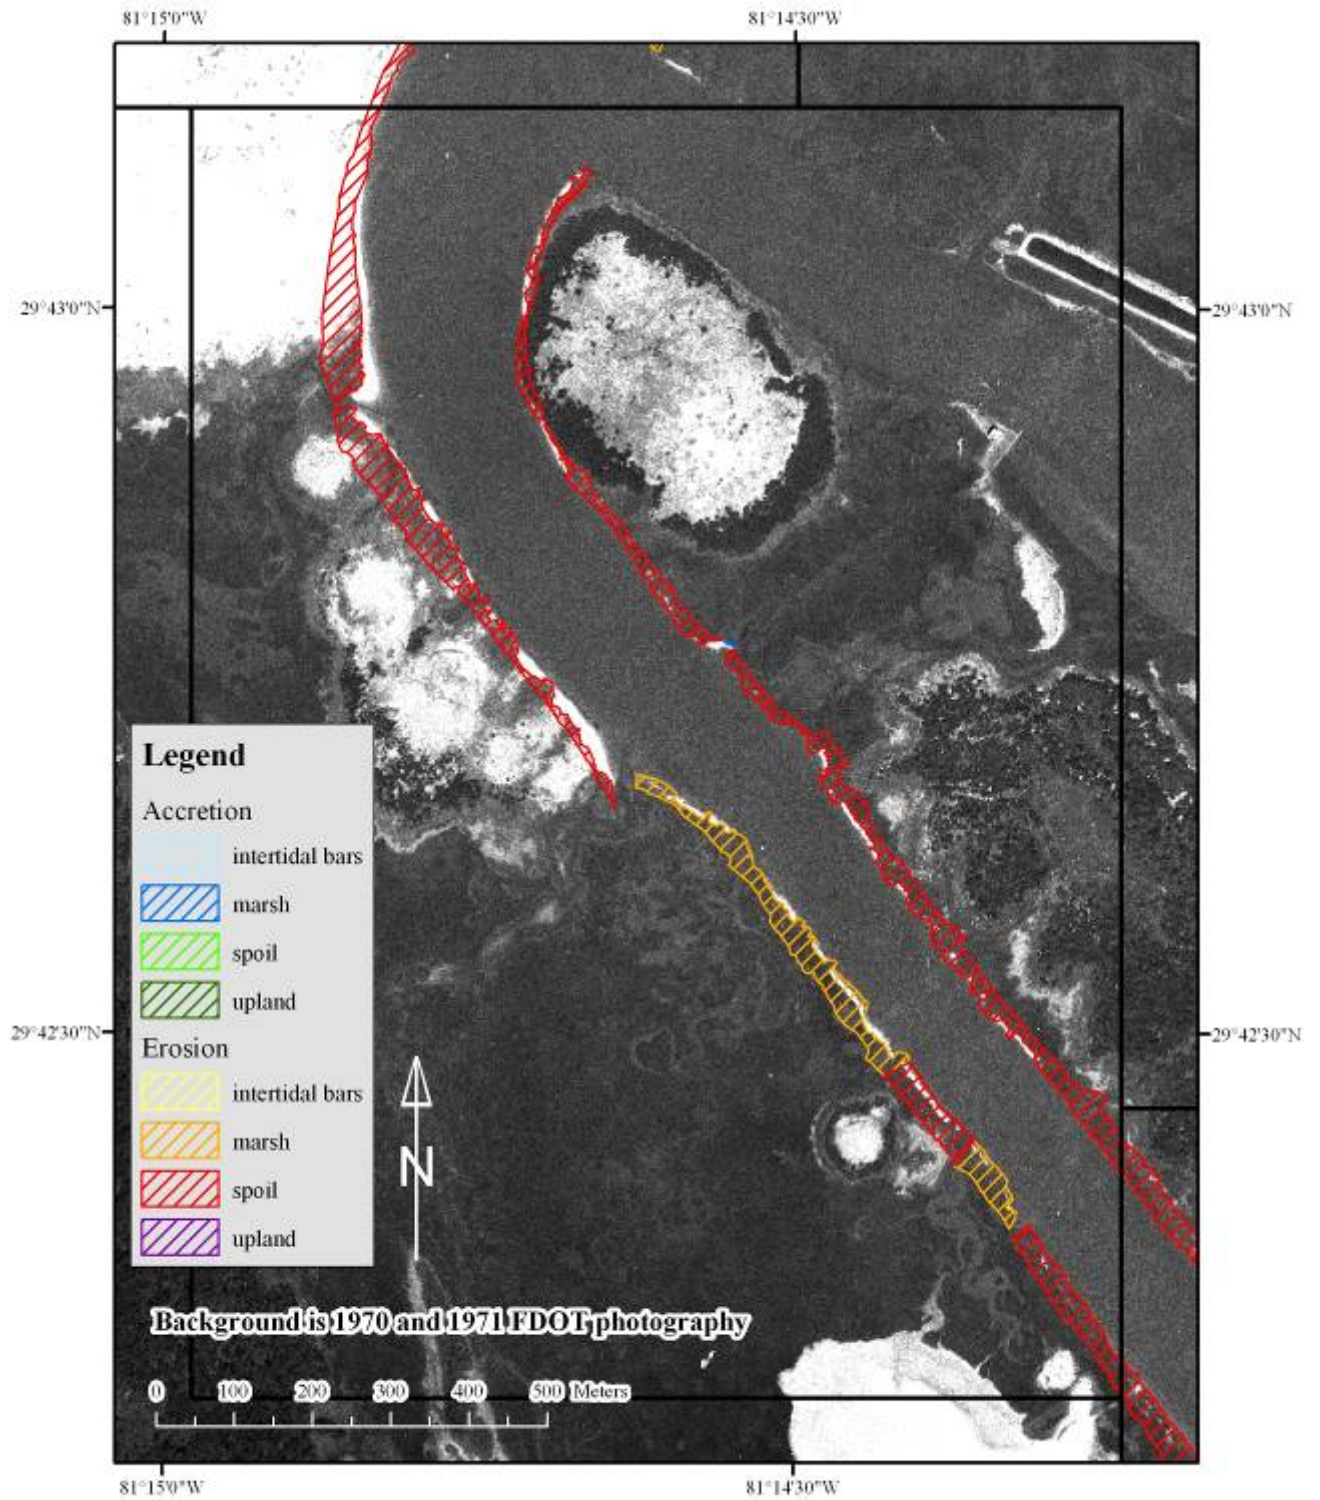 81°15'0"W
81°14'30"W
29°43'0"N
29°43'0"N
Legend
Accretion
intertidal bars
marsh
spoil
upland
29°42'30"N
29°42'30"N
Erosion
intertidal bars
marsh
spoil
upland
N
Background is 1970 and 1971 FDOT photography
0 100 200 300 400 500 Meters
81°15'0"W
81°14'30"W